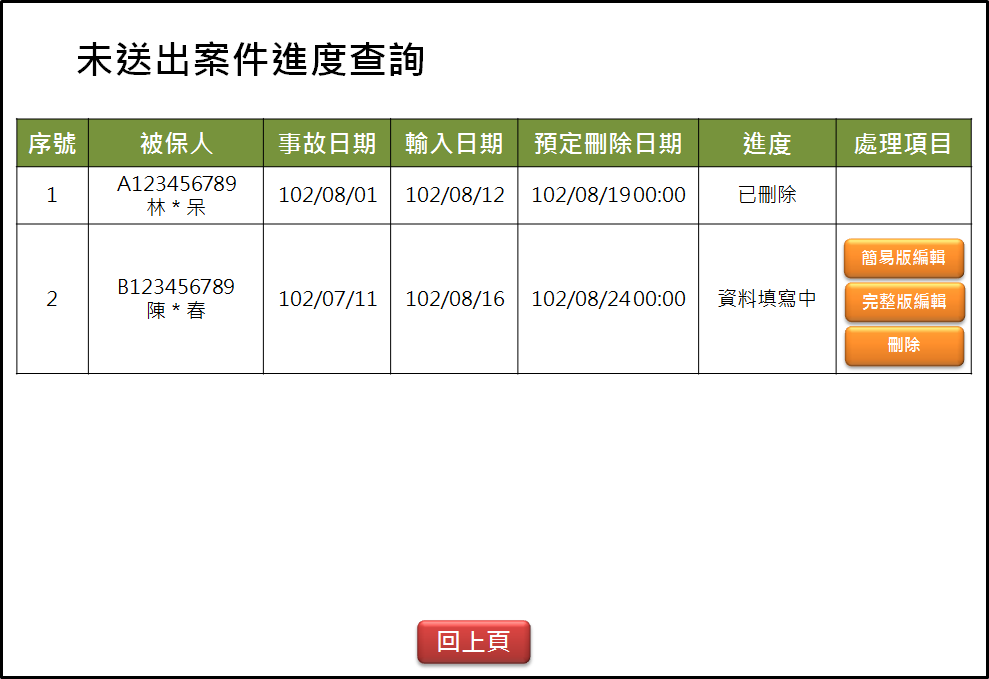 未送出案件進度查詢
序號 被保人 事故日期 輸入日期 預定刪除日期 進度 處理項目
1 A123456789 102/08/01 102/08/12 102/08/1900:00 已刪除
林 * 呆
2 B123456789 102/07/11 102/08/16 102/08/2400:00 資料填寫中
陳 * 春
簡易版編輯
完整版編輯
刪除
回上頁